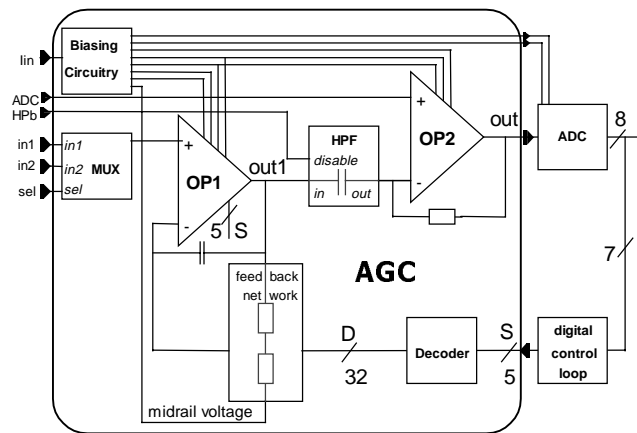 Biasing
Circuitry
Iin
ADC
HPb
in1
in2
sel
in1
in2 MUX
sel
+
-
OP1
5 S
out1
HPF
disable
in out
+
-
OP2
out
ADC
8
7
AGC
feed back
net work
D
32
Decoder
S
5
digital
control
loop
midrail voltage